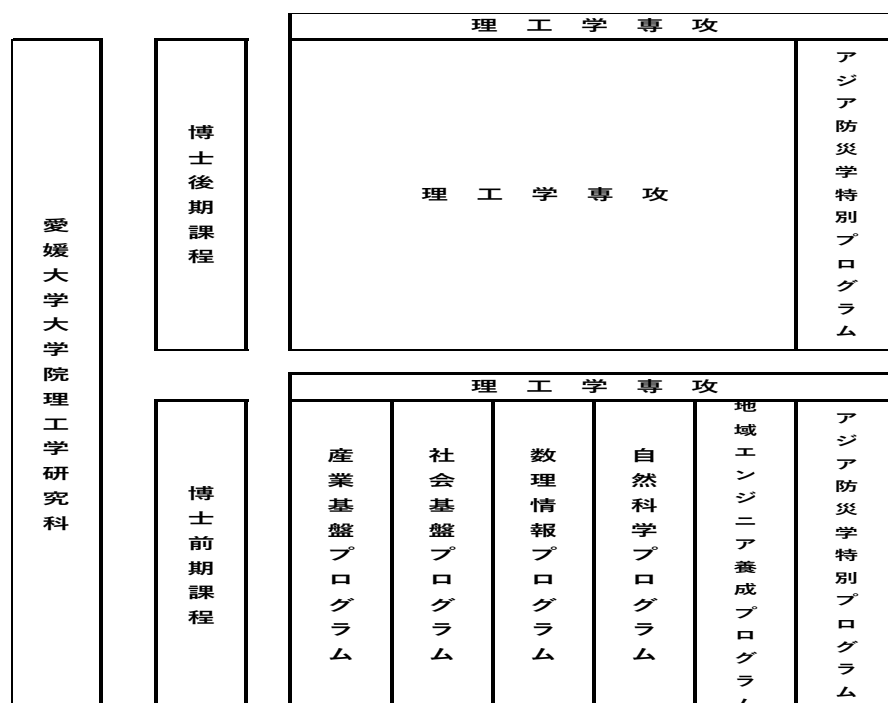 愛媛大学大学院理工学研究科
博士後期課程
理工学専攻
理工学専攻
アジア防災学特別プログラム
博士前期課程
理工学専攻
産業基盤プログラム
社会基盤プログラム
数理情報プログラム
自然科学プログラム
地域エンジニア養成プログラム
アジア防災学特別プログラム